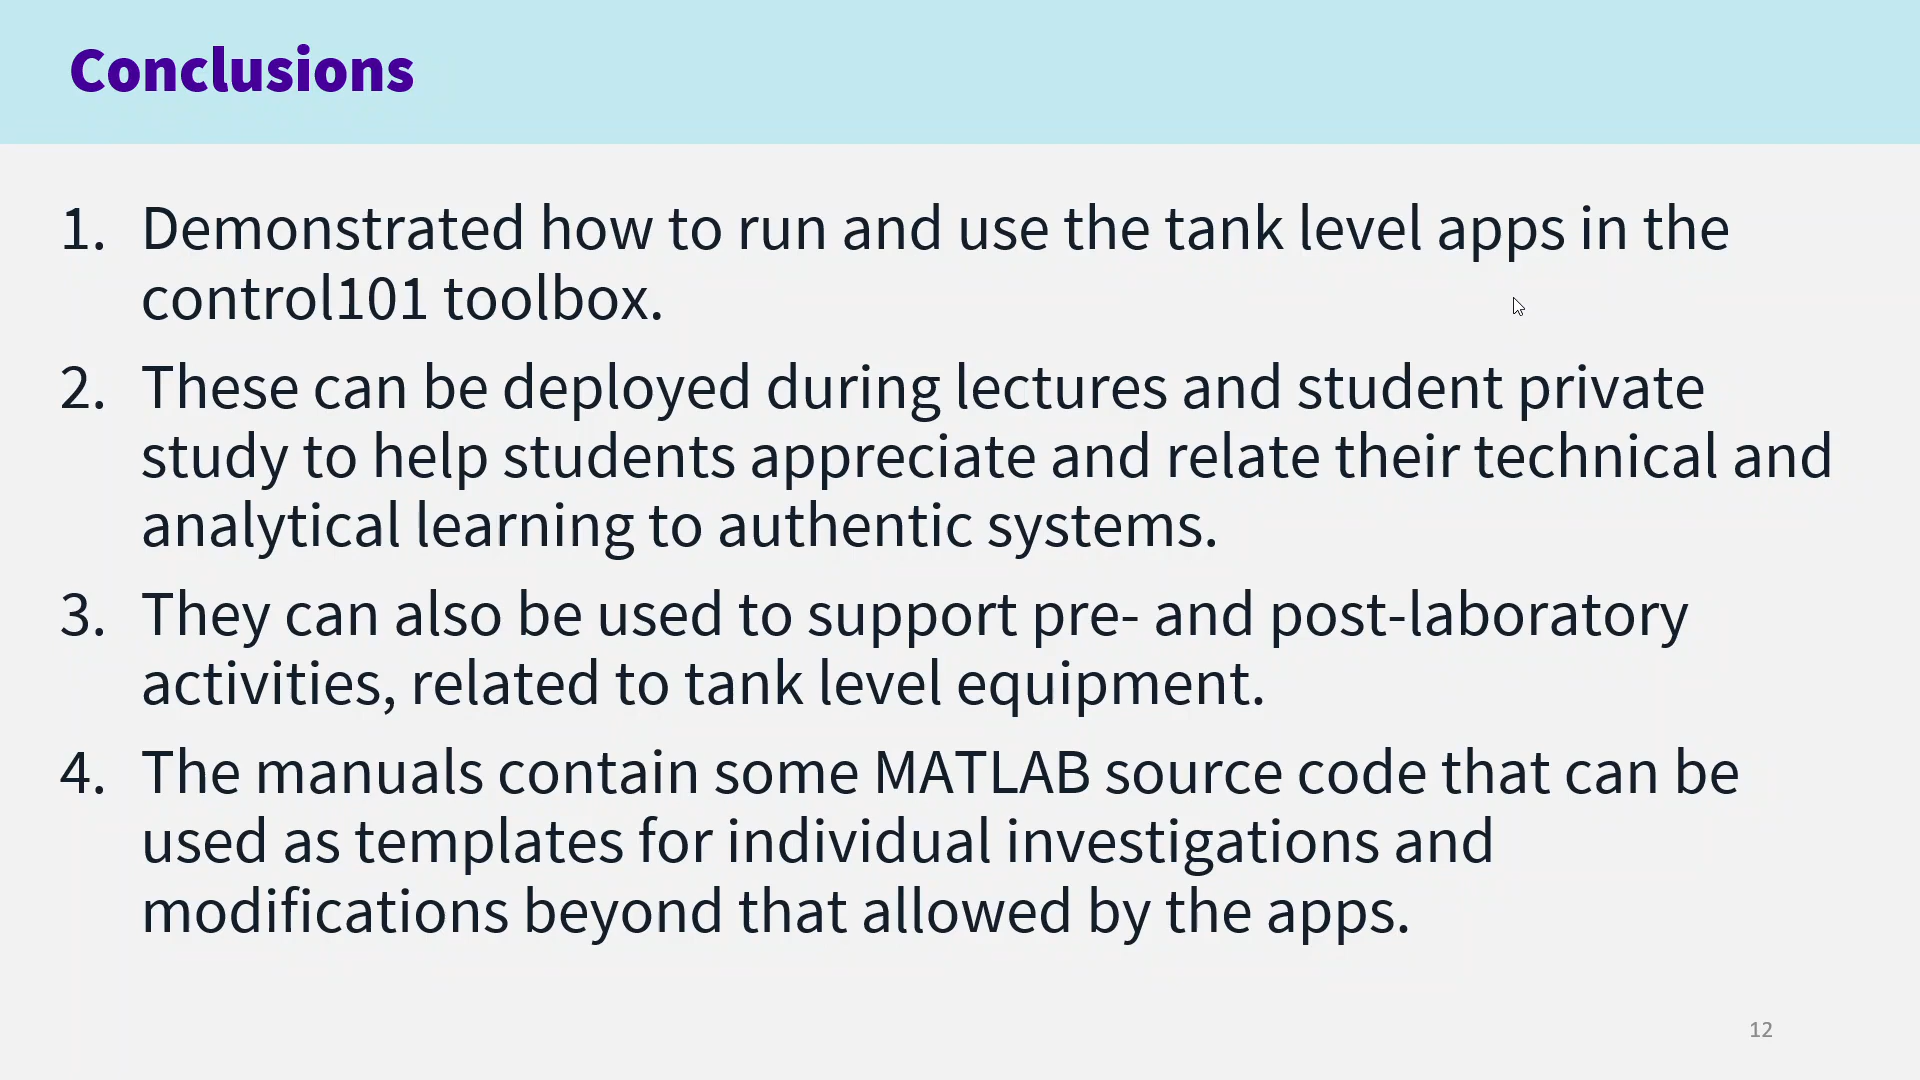 Conclusions
1. Demonstrated how to run and use the tank level apps in the
control101 toolbox.
2. These can be deployed during lectures and student private
study to help students appreciate and relate their technical and
analytical learning to authentic systems.
3. They can also be used to support pre- and post-laboratory
activities, related to tank level equipment.
4. The manuals contain some MATLAB source code that can be
used as templates for individual investigations and
modifications beyond that allowed by the apps.
12